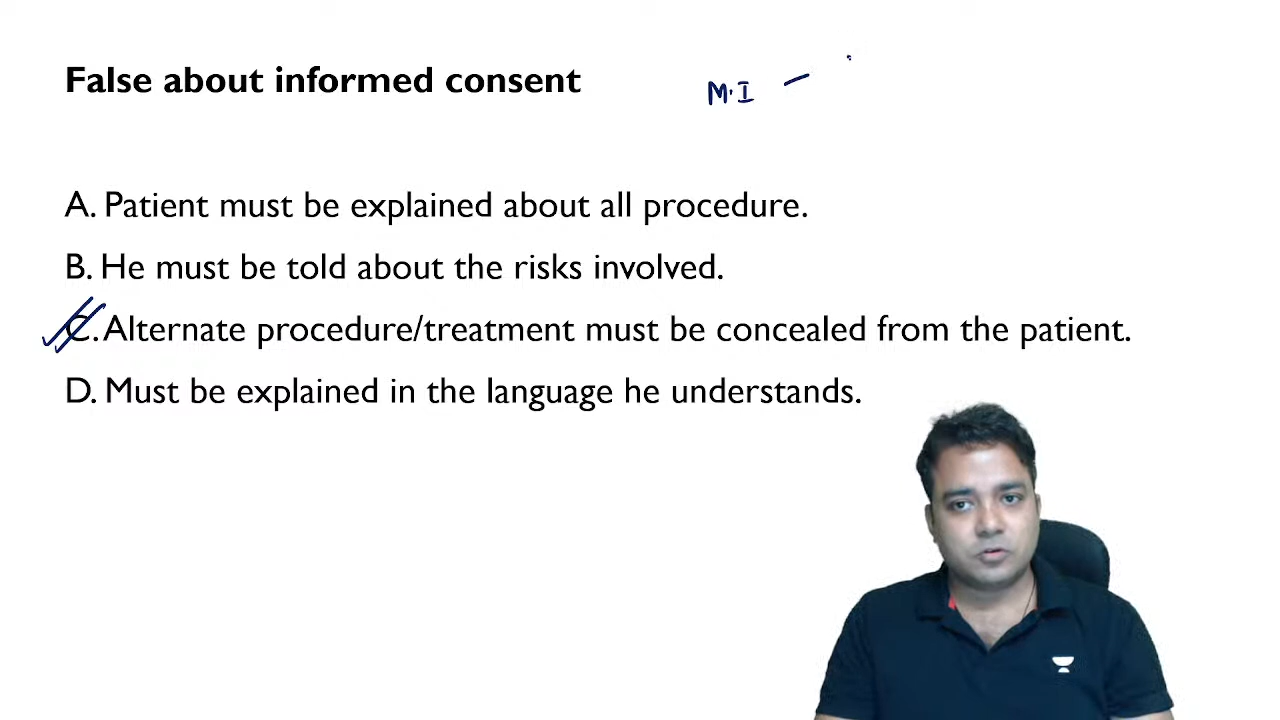 False about informed consent
M.I –
A. Patient must be explained about all procedure.
B. He must be told about the risks involved.
C. Alternate procedure/treatment must be concealed from the patient.
D. Must be explained in the language he understands.